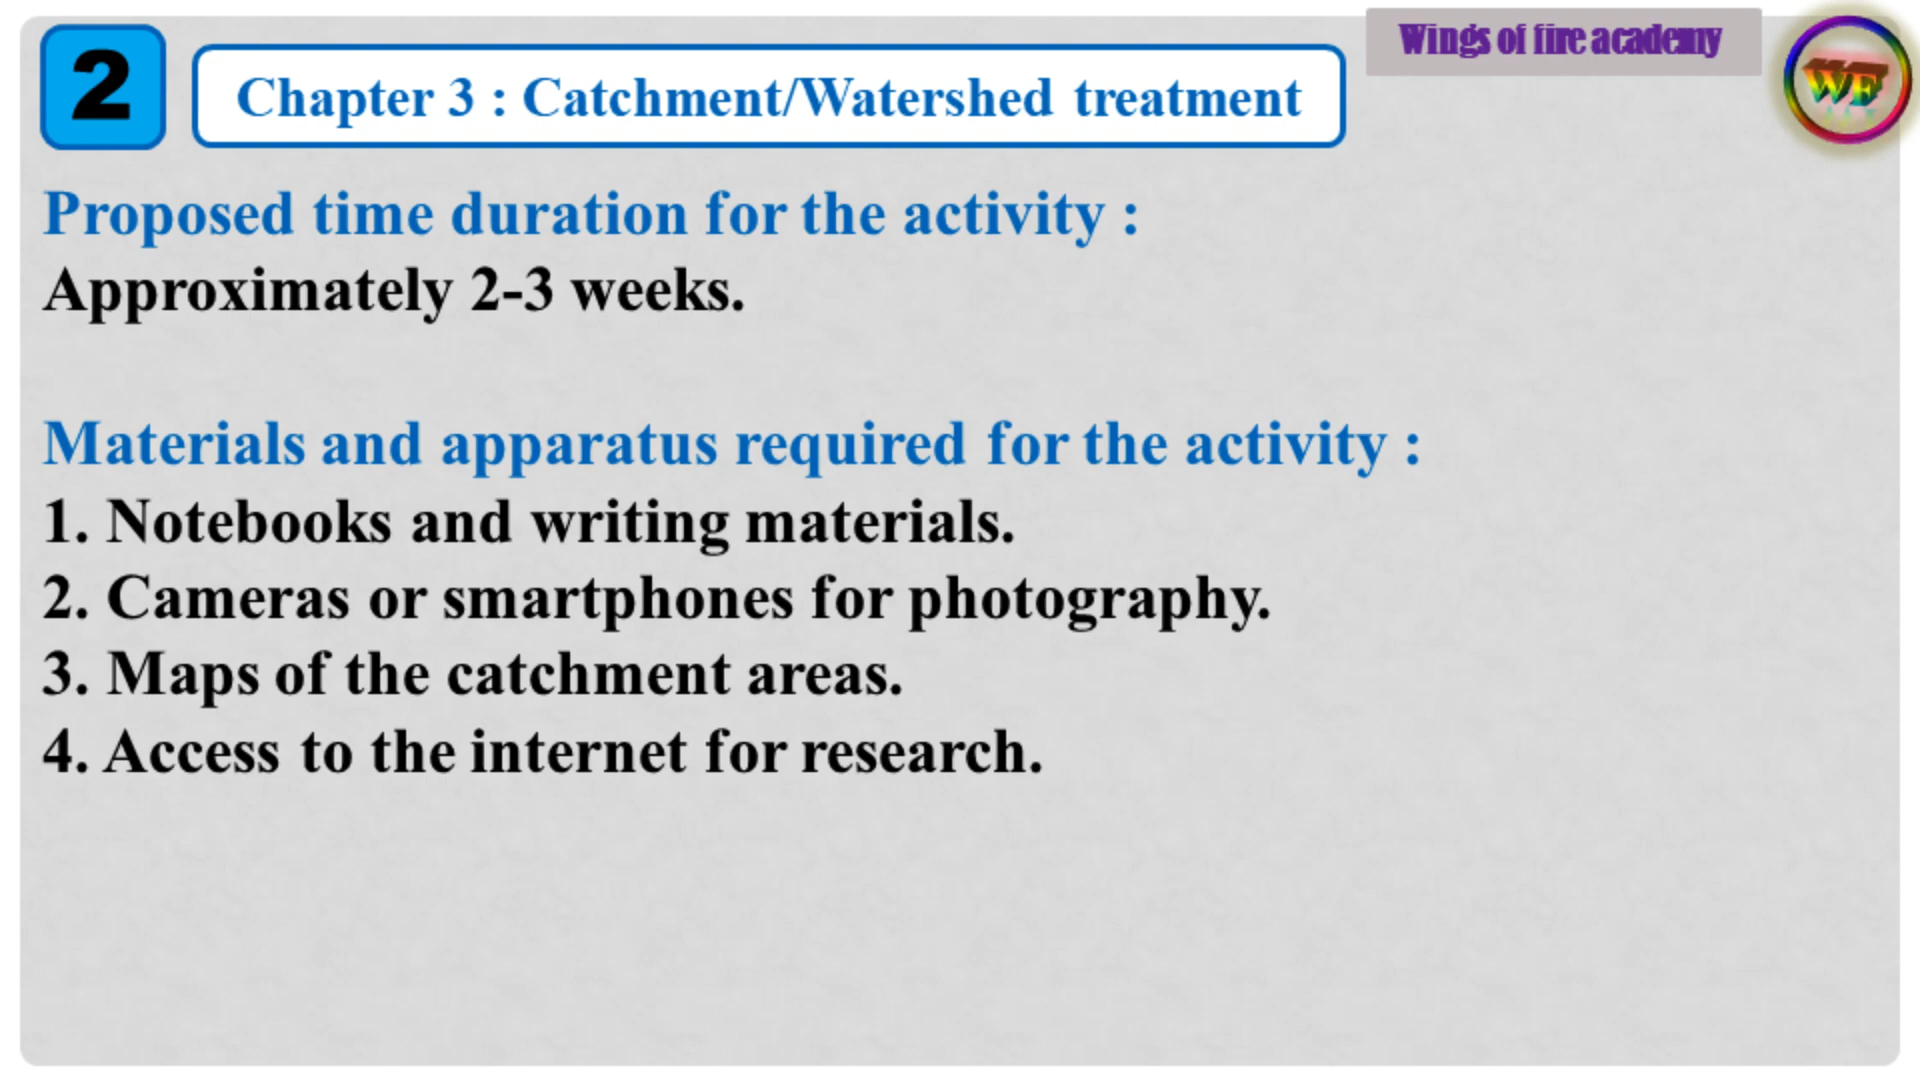 2
Chapter 3 : Catchment/Watershed treatment
Wings of fire academy
WF
Proposed time duration for the activity :
Approximately 2-3 weeks.
Materials and apparatus required for the activity :
1. Notebooks and writing materials.
2. Cameras or smartphones for photography.
3. Maps of the catchment areas.
4. Access to the internet for research.